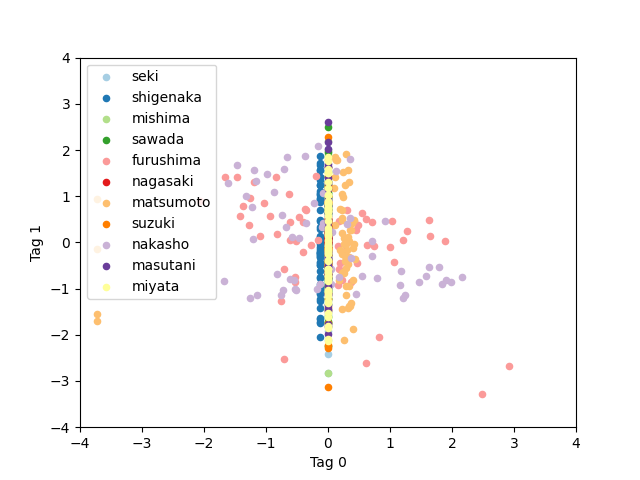 4
3
2
1
0
−1
−2
−3
−4
Tag 1
seki
shigenaka
mishima
sawada
furushima
nagasaki
matsumoto
suzuki
nakasho
masutani
miyata
−4 −3 −2 −1 0 1 2 3 4
Tag 0